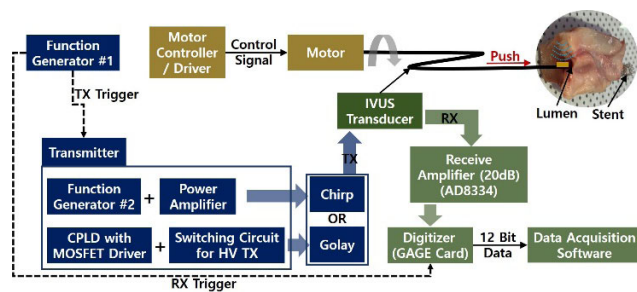 Function
Generator #1
Motor
Controller
/ Driver
Control
Signal
Motor
Push
Lumen
Stent
TX Trigger
IVUS
Transducer
RX
TX
Transmitter
Function
Generator #2
+
Power
Amplifier
Chirp
OR
Golay
CPLD with
MOSFET Driver
+
Switching Circuit
for HV TX
Receive
Amplifier (20dB)
(AD8334)
Digitizer
(GAGE Card)
12 Bit
Data
Data Acquisition
Software
RX Trigger